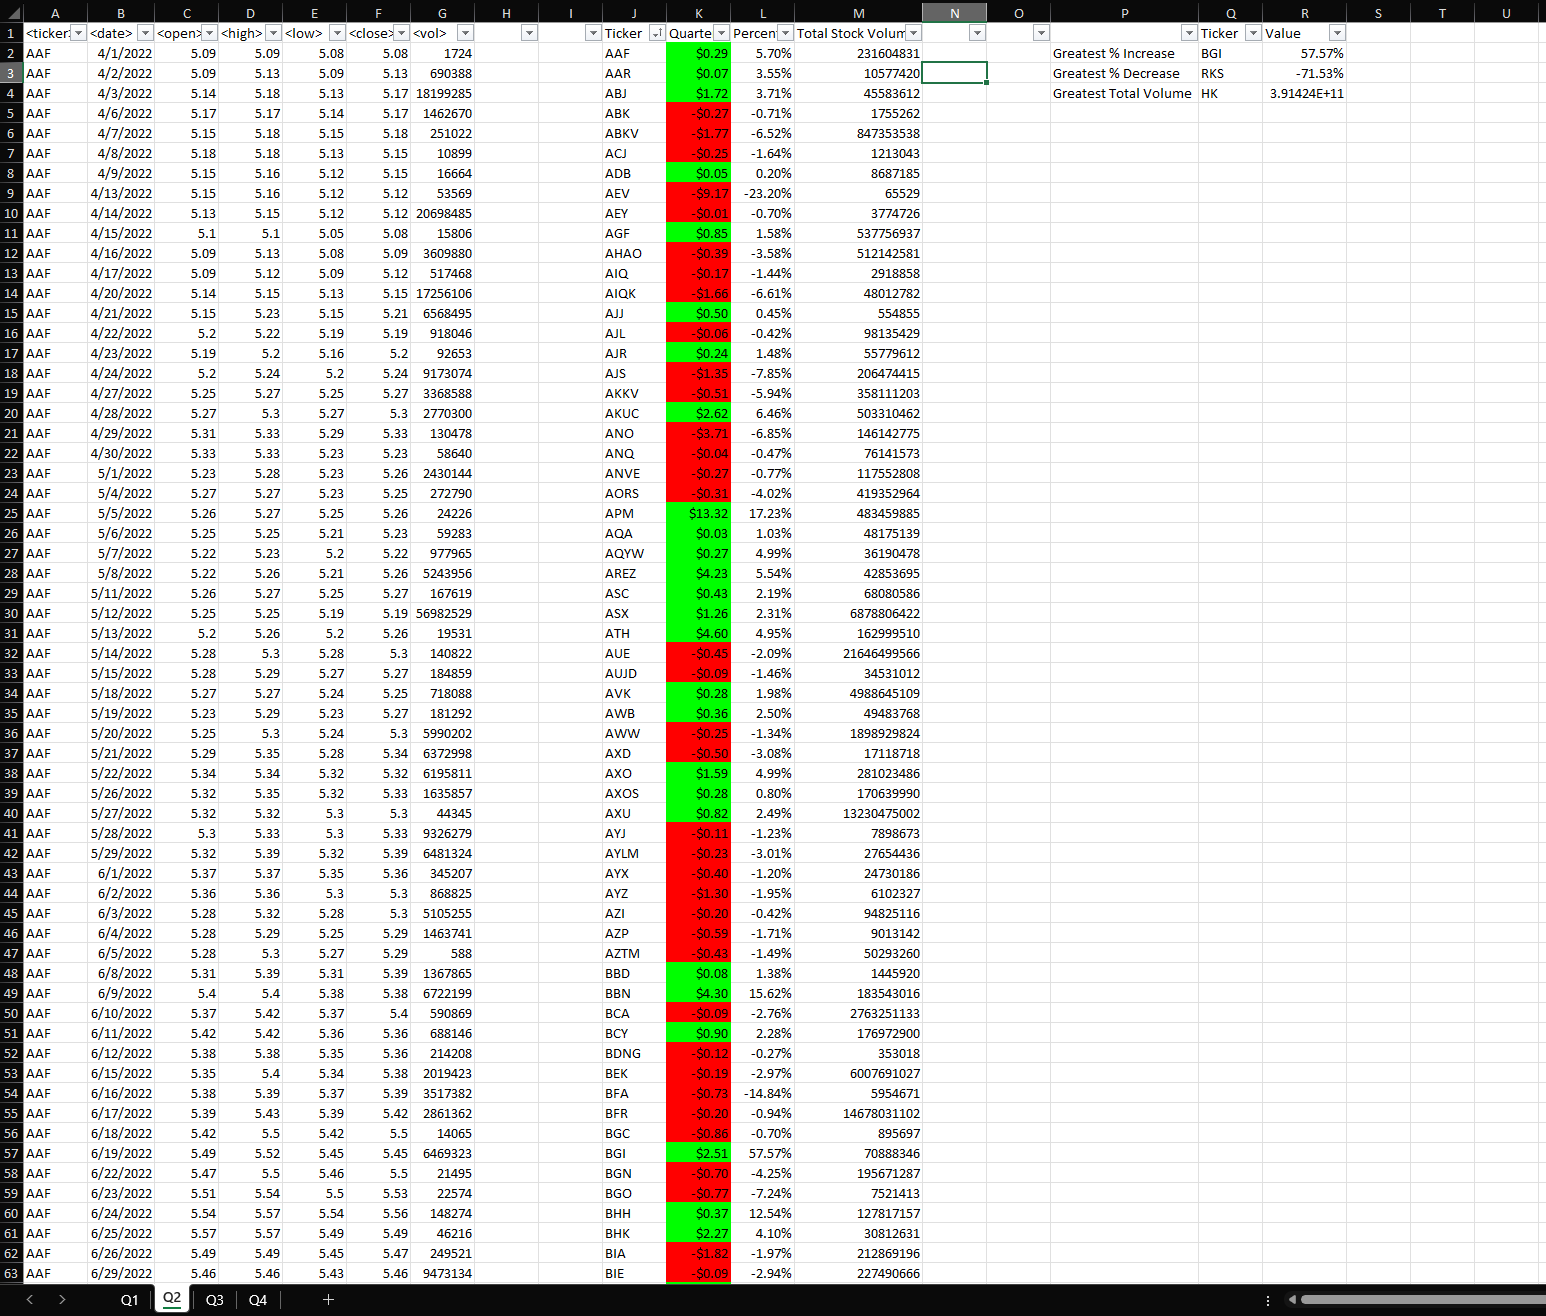 A B C D E F G H I J K L M N O P Q R S T U
1 <ticker> <date> <open> <high> <low> <close> <vol> Ticker Quarte Percen Total Stock Volum Ticker Value
2 AAF 4/1/2022 5.09 5.09 5.08 5.08 1724 AAF $0.29 5.70% 231604831 Greatest % Increase BGI 57.57%
3 AAF 4/2/2022 5.09 5.13 5.09 5.13 690388 AAR $0.07 3.55% 10577420 Greatest % Decrease RKS -71.53%
4 AAF 4/3/2022 5.14 5.18 5.13 5.17 18199285 ABJ $1.72 3.71% 45583612 Greatest Total Volume HK 3.91424E+11
5 AAF 4/6/2022 5.17 5.17 5.14 5.17 1462670 ABK -$0.27 -0.71% 1755262
6 AAF 4/7/2022 5.15 5.18 5.15 5.18 251022 ABKV -$1.77 -6.52% 847353538
7 AAF 4/8/2022 5.18 5.18 5.13 5.15 10899 ACJ -$0.25 -1.64% 1213043
8 AAF 4/9/2022 5.15 5.16 5.12 5.15 16664 ADB $0.05 0.20% 8687185
9 AAF 4/13/2022 5.15 5.16 5.12 5.12 53569 AEV -$9.17 -23.20% 65529
10 AAF 4/14/2022 5.13 5.15 5.12 5.12 20698485 AEY -$0.01 -0.70% 3774726
11 AAF 4/15/2022 5.1 5.1 5.05 5.08 15806 AGF $0.85 1.58% 537756937
12 AAF 4/16/2022 5.09 5.13 5.08 5.09 3609880 AHAO -$0.39 -3.58% 512142581
13 AAF 4/17/2022 5.09 5.12 5.09 5.12 517468 AIQ -$0.17 -1.44% 2918858
14 AAF 4/20/2022 5.14 5.15 5.13 5.15 17256106 AIQK -$1.66 -6.61% 48012782
15 AAF 4/21/2022 5.15 5.23 5.15 5.21 6568495 AJJ $0.50 0.45% 554855
16 AAF 4/22/2022 5.2 5.22 5.19 5.19 918046 AJL -$0.06 -0.42% 98135429
17 AAF 4/23/2022 5.19 5.2 5.16 5.2 92653 AJR $0.24 1.48% 55779612
18 AAF 4/24/2022 5.2 5.24 5.2 5.24 9173074 AJS -$1.35 -7.85% 206474415
19 AAF 4/27/2022 5.25 5.27 5.25 5.27 3368588 AKKV -$0.51 -5.94% 358111203
20 AAF 4/28/2022 5.27 5.3 5.27 5.3 2770300 AKUC $2.62 6.46% 503310462
21 AAF 4/29/2022 5.31 5.33 5.29 5.33 130478 ANO -$3.71 -6.85% 146142775
22 AAF 4/30/2022 5.33 5.33 5.23 5.23 58640 ANQ -$0.04 -0.47% 76141573
23 AAF 5/1/2022 5.23 5.28 5.23 5.26 2430144 ANVE -$0.27 -0.77% 117552808
24 AAF 5/4/2022 5.27 5.27 5.23 5.25 272790 AORS -$0.31 -4.02% 419352964
25 AAF 5/5/2022 5.26 5.27 5.25 5.26 24226 APM $13.32 17.23% 483459885
26 AAF 5/6/2022 5.25 5.25 5.21 5.23 59283 AQA $0.03 1.03% 48175139
27 AAF 5/7/2022 5.22 5.23 5.2 5.22 977965 AQYW $0.27 4.99% 36190478
28 AAF 5/8/2022 5.22 5.26 5.21 5.26 5243956 AREZ $4.23 5.54% 42853695
29 AAF 5/11/2022 5.26 5.27 5.25 5.27 167619 ASC $0.43 2.19% 68080586
30 AAF 5/12/2022 5.25 5.25 5.19 5.19 56982529 ASX $1.26 2.31% 6878806422
31 AAF 5/13/2022 5.2 5.26 5.2 5.26 19531 ATH $4.60 4.95% 162999510
32 AAF 5/14/2022 5.28 5.3 5.28 5.3 140822 AUE -$0.45 -2.09% 21646499566
33 AAF 5/15/2022 5.28 5.29 5.27 5.27 184859 AUJD -$0.09 -1.46% 34531012
34 AAF 5/18/2022 5.27 5.27 5.24 5.25 718088 AVK $0.28 1.98% 4988645109
35 AAF 5/19/2022 5.23 5.29 5.23 5.27 181292 AWB $0.36 2.50% 49483768
36 AAF 5/20/2022 5.25 5.3 5.24 5.3 5990202 AWW -$0.25 -1.34% 1898929824
37 AAF 5/21/2022 5.29 5.35 5.28 5.34 6372998 AXD -$0.50 -3.08% 17118718
38 AAF 5/22/2022 5.34 5.34 5.32 5.32 6195811 AXO $1.59 4.99% 281023486
39 AAF 5/26/2022 5.32 5.35 5.32 5.33 1635857 AXOS $0.28 0.80% 170639990
40 AAF 5/27/2022 5.32 5.32 5.3 5.3 44345 AXU $0.82 2.49% 13230475002
41 AAF 5/28/2022 5.3 5.33 5.3 5.33 9326279 AYJ -$0.11 -1.23% 7898673
42 AAF 5/29/2022 5.32 5.39 5.32 5.39 6481324 AYLM -$0.23 -3.01% 27654436
43 AAF 6/1/2022 5.37 5.37 5.35 5.36 345207 AYX -$0.40 -1.20% 24730186
44 AAF 6/2/2022 5.36 5.36 5.3 5.3 868825 AYZ -$1.30 -1.95% 6102327
45 AAF 6/3/2022 5.28 5.32 5.28 5.3 5105255 AZI -$0.20 -0.42% 94825116
46 AAF 6/4/2022 5.28 5.29 5.25 5.29 1463741 AZP -$0.59 -1.71% 9013142
47 AAF 6/5/2022 5.28 5.3 5.27 5.29 588 AZTM -$0.43 -1.49% 50293260
48 AAF 6/8/2022 5.31 5.39 5.31 5.39 1367865 BBD $0.08 1.38% 1445920
49 AAF 6/9/2022 5.4 5.4 5.38 5.38 6722199 BBN $4.30 15.62% 183543016
50 AAF 6/10/2022 5.37 5.42 5.37 5.4 590869 BCA -$0.09 -2.76% 2763251133
51 AAF 6/11/2022 5.42 5.42 5.36 5.36 688146 BCY $0.90 2.28% 176972900
52 AAF 6/12/2022 5.38 5.38 5.35 5.36 214208 BDNG -$0.12 -0.27% 353018
53 AAF 6/15/2022 5.35 5.4 5.34 5.38 2019423 BEK -$0.19 -2.97% 6007691027
54 AAF 6/16/2022 5.38 5.39 5.37 5.39 3517382 BFA -$0.73 -14.84% 5954671
55 AAF 6/17/2022 5.39 5.43 5.39 5.42 2861362 BFR -$0.20 -0.94% 14678031102
56 AAF 6/18/2022 5.42 5.5 5.42 5.5 14065 BGC -$0.86 -0.70% 895697
57 AAF 6/19/2022 5.49 5.52 5.45 5.45 6469323 BGI $2.51 57.57% 70888346
58 AAF 6/22/2022 5.47 5.5 5.46 5.5 21495 BGN -$0.70 -4.25% 195671287
59 AAF 6/23/2022 5.51 5.54 5.5 5.53 22574 BGO -$0.77 -7.24% 7521413
60 AAF 6/24/2022 5.54 5.57 5.54 5.56 148274 BHH $0.37 12.54% 127817157
61 AAF 6/25/2022 5.57 5.57 5.49 5.49 46216 BHK $2.27 4.10% 30812631
62 AAF 6/26/2022 5.49 5.49 5.45 5.47 249521 BIA -$1.82 -1.97% 212869196
63 AAF 6/29/2022 5.46 5.46 5.43 5.46 9473134 BIE -$0.09 -2.94% 227490666
Q1 Q2 Q3 Q4 +